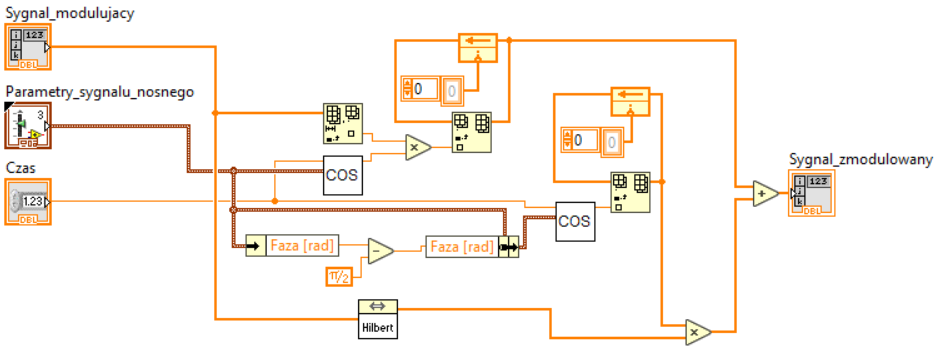 Sygnal_modulujacy
i
j
k
123
DBL
0
0
Parametry_sygnalu_nosnego
3
0
0
Sygnal_zmodulowany
i
j
k
123
DBL
Czas
1.23
DBL
COS
×
COS
+
Faza [rad]
−
Faza [rad]
π/2
Hilbert
×